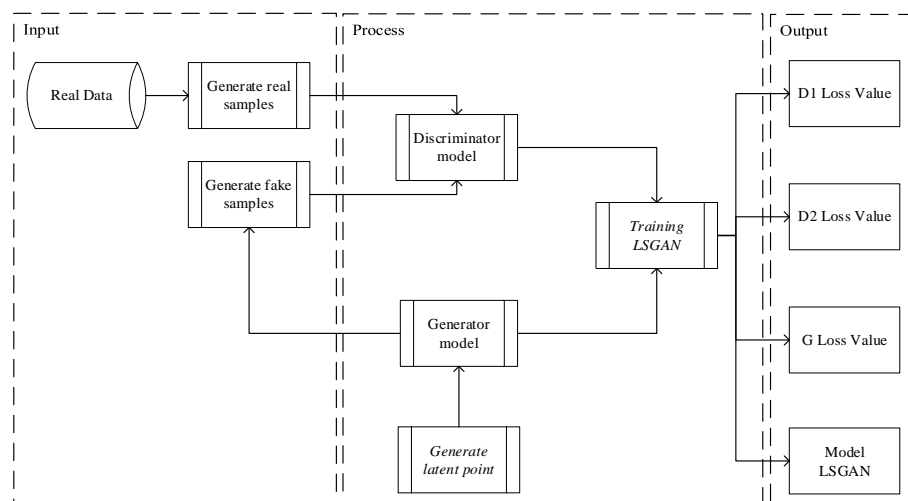 Input
Process
Output
Real Data
Generate real
samples
Discriminator
model
Generate fake
samples
Training
LSGAN
Generator
model
Generate
latent point
D1 Loss Value
D2 Loss Value
G Loss Value
Model
LSGAN